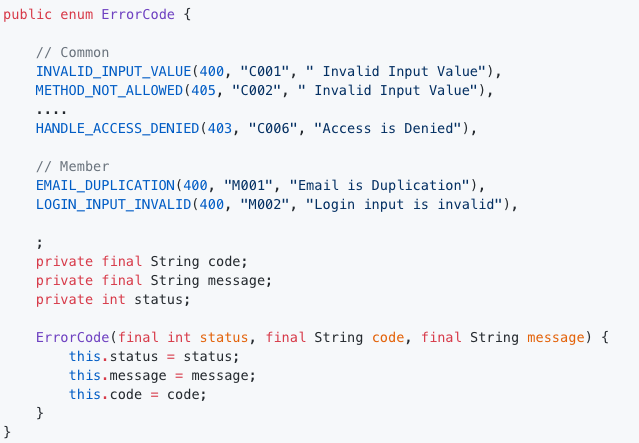 public enum ErrorCode {
// Common
INVALID_INPUT_VALUE(400, "C001", " Invalid Input Value"),
METHOD_NOT_ALLOWED(405, "C002", " Invalid Input Value"),
....
HANDLE_ACCESS_DENIED(403, "C006", "Access is Denied"),
// Member
EMAIL_DUPLICATION(400, "M001", "Email is Duplication"),
LOGIN_INPUT_INVALID(400, "M002", "Login input is invalid"),
;
private final String code;
private final String message;
private int status;
ErrorCode(final int status, final String code, final String message) {
this.status = status;
this.message = message;
this.code = code;
}
}